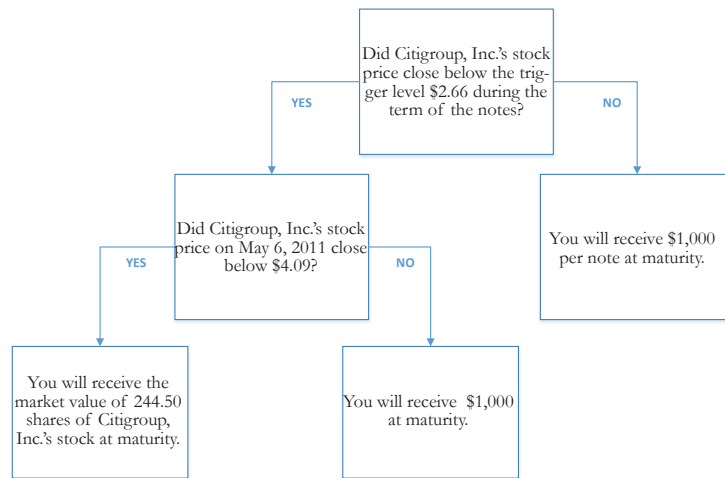 Did Citigroup, Inc.'s stock
price close below the trig-
ger level $2.66 during the
term of the notes?
YES
NO
Did Citigroup, Inc.'s stock
price on May 6, 2011 close
below $4.09?
You will receive $1,000
per note at maturity.
YES
NO
You will receive the
market value of 244.50
shares of Citigroup,
Inc.'s stock at maturity.
You will receive $1,000
at maturity.